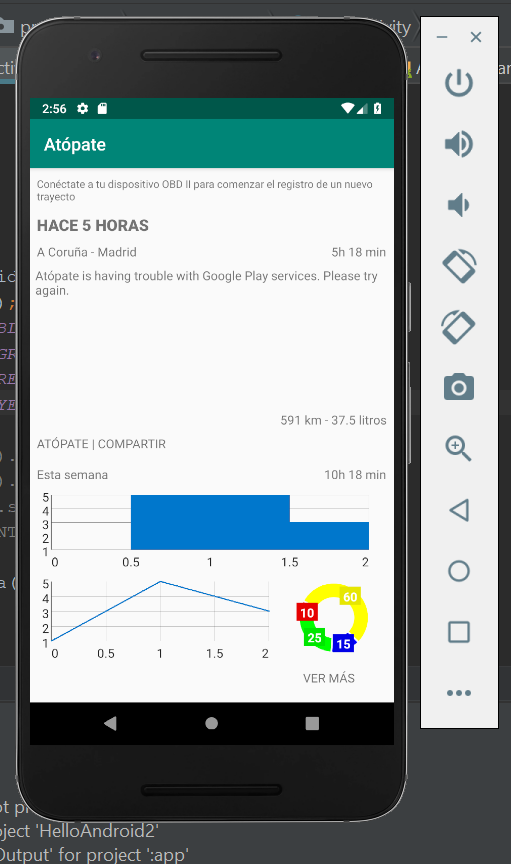 2:56
Atópate
Conéctate a tu dispositivo OBD II para comenzar el registro de un nuevo
trayecto
HACE 5 HORAS
A Coruña - Madrid 5h 18 min
Atópate is having trouble with Google Play services. Please try
again.
591 km - 37.5 litros
ATÓPATE | COMPARTIR
Esta semana 10h 18 min
5
4
3
2
1
0 0.5 1 1.5 2
5
4
3
2
1
0 0.5 1 1.5 2
60
10
25
15
VER MÁS
oject 'HelloAndroid2'
Output' for project ':app'